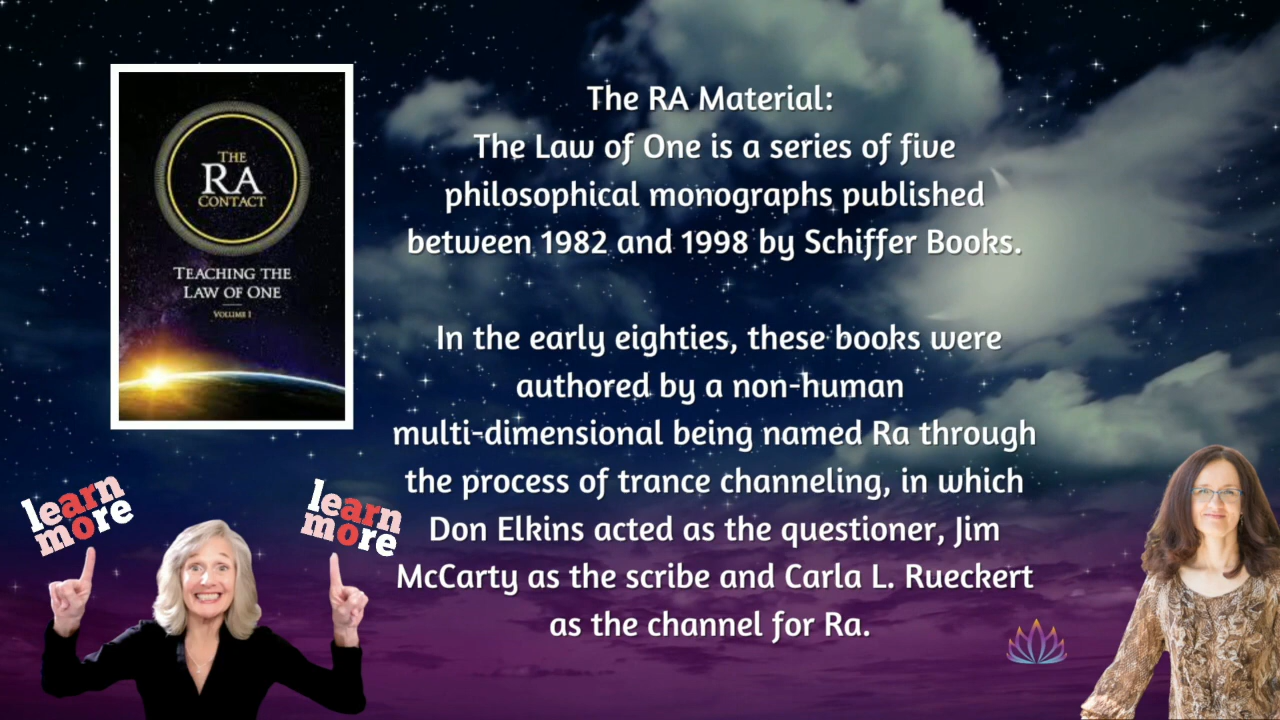 THE
RA
CONTACT
TEACHING THE
LAW OF ONE
VOLUME I
The RA Material:
The Law of One is a series of five
philosophical monographs published
between 1982 and 1998 by Schiffer Books.
In the early eighties, these books were
authored by a non-human
multi-dimensional being named Ra through
the process of trance channeling, in which
Don Elkins acted as the questioner, Jim
McCarty as the scribe and Carla L. Rueckert
as the channel for Ra.
learn
more
learn
more